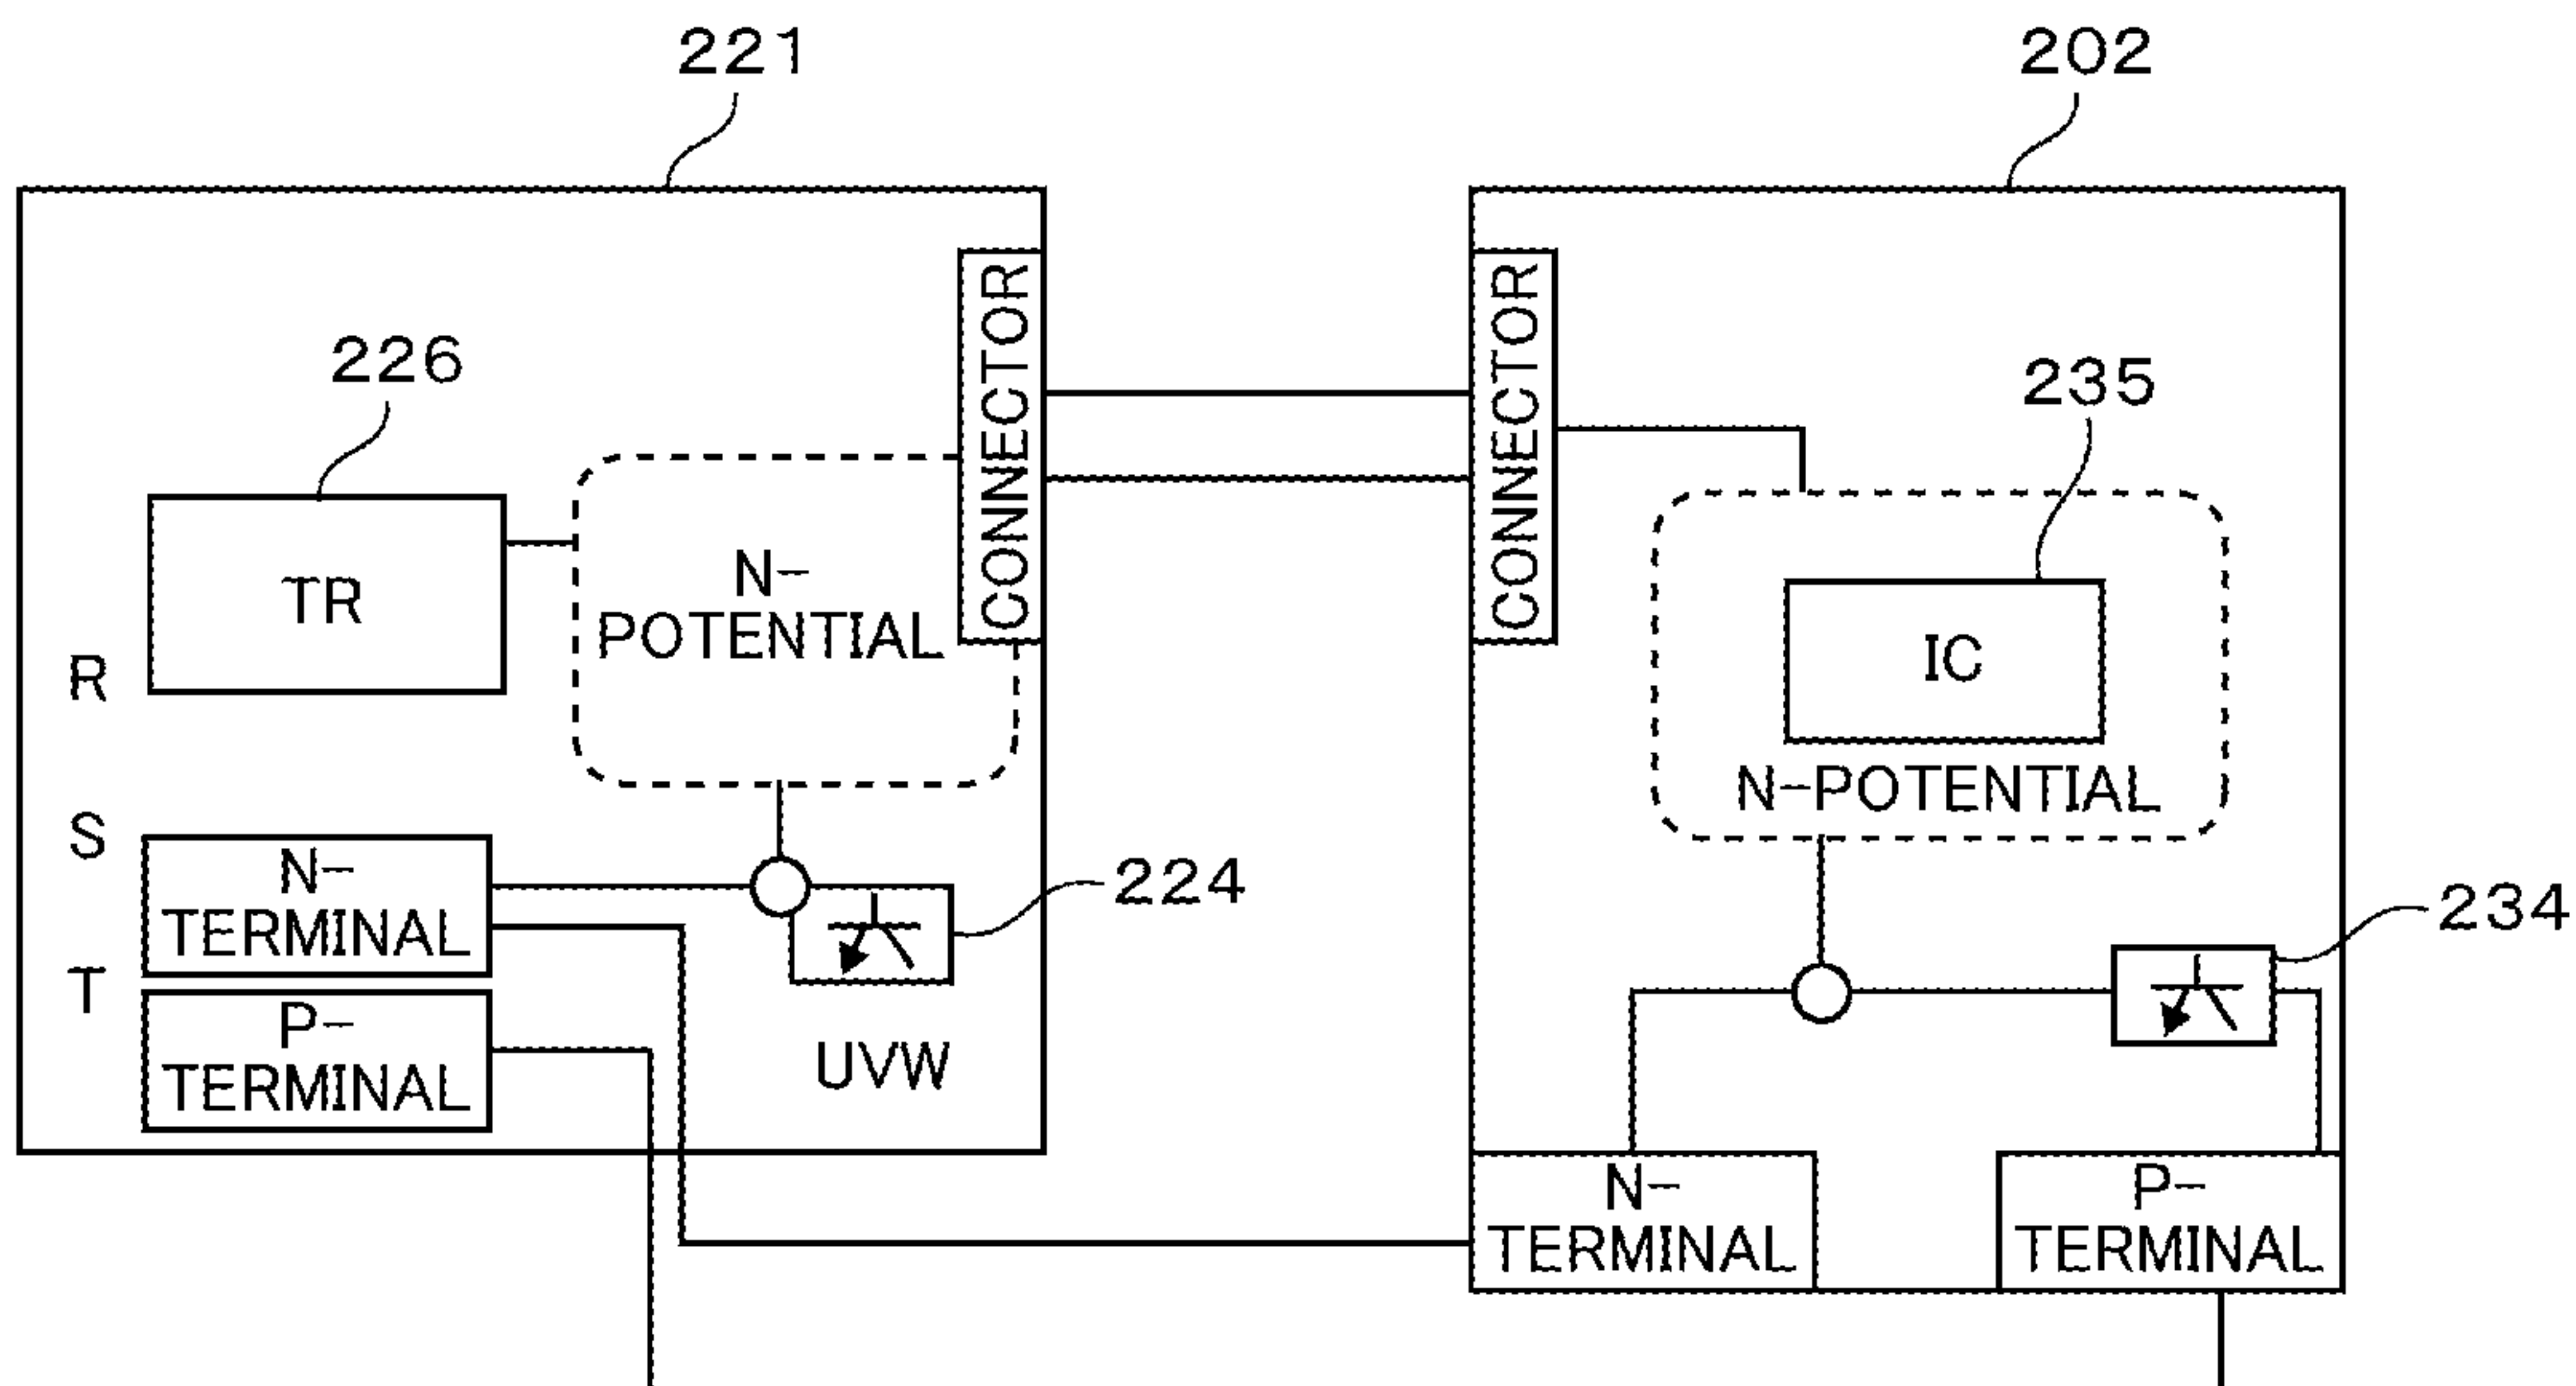 221
202
CONNECTOR
CONNECTOR
226
235
TR
N-
POTENTIAL
IC
R
N-POTENTIAL
S
N-
TERMINAL
224
234
T
P-
TERMINAL
UVW
N-
TERMINAL
P-
TERMINAL